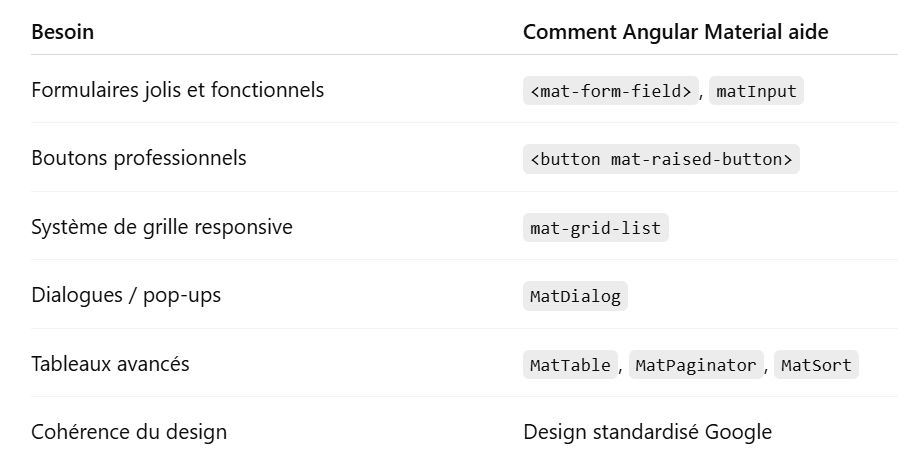 Besoin Comment Angular Material aide
Formulaires jolis et fonctionnels <mat-form-field>, matInput
Boutons professionnels <button mat-raised-button>
Système de grille responsive mat-grid-list
Dialogues / pop-ups MatDialog
Tableaux avancés MatTable, MatPaginator, MatSort
Cohérence du design Design standardisé Google